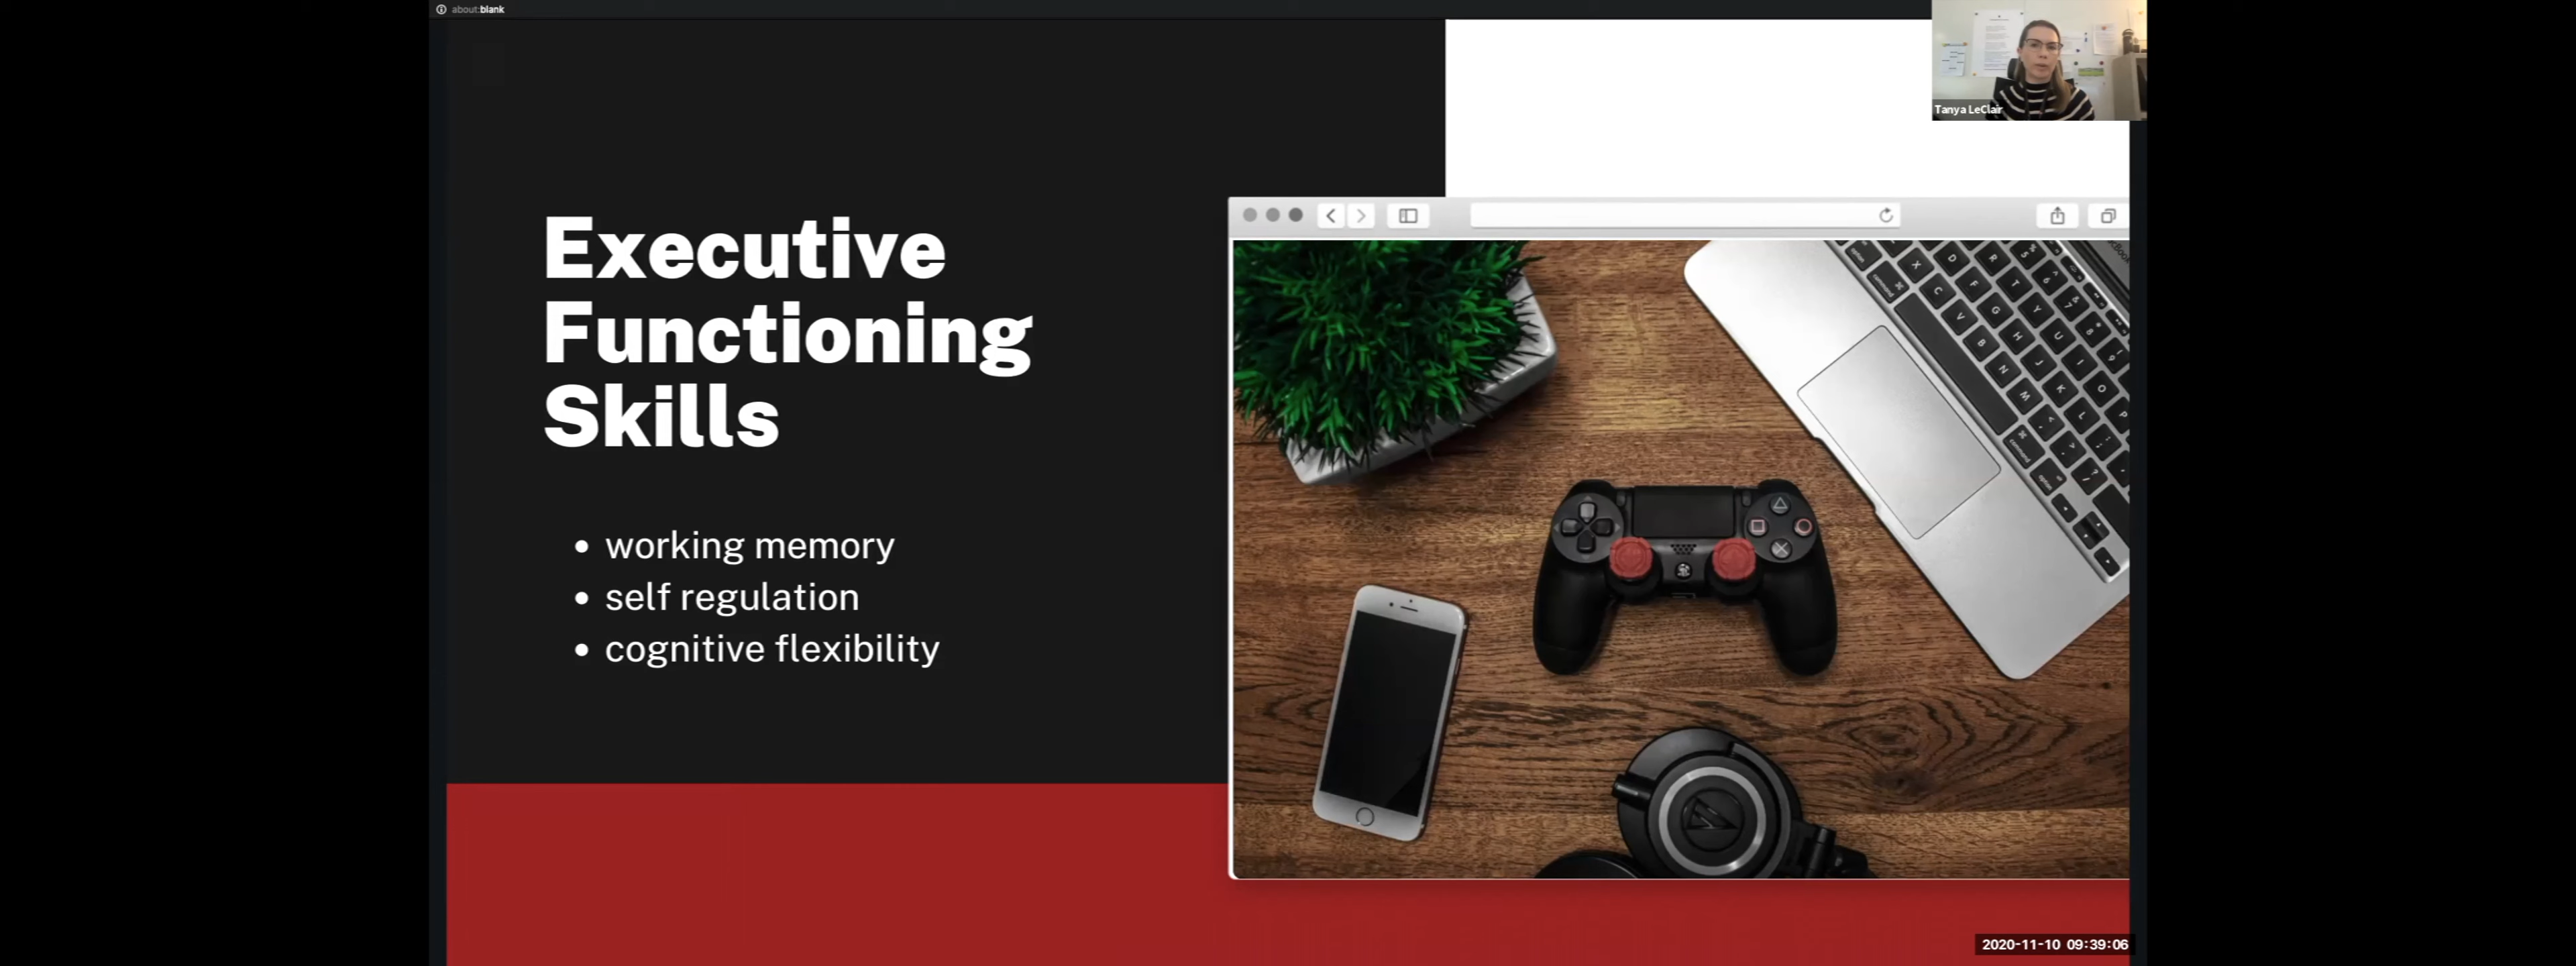 about:blank
Tanya LeClair
Executive
Functioning
Skills
• working memory
• self regulation
• cognitive flexibility
2020-11-10 09:39:06